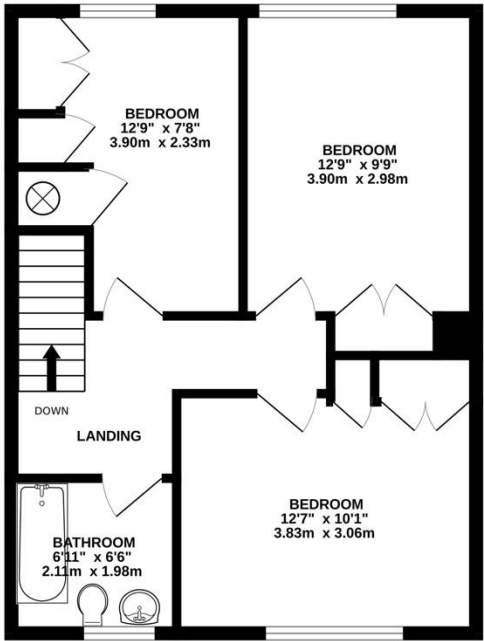 BEDROOM
12'9" x 7'8"
3.90m x 2.33m
BEDROOM
12'9" x 9'9"
3.90m x 2.98m
DOWN
LANDING
BEDROOM
12'7" x 10'1"
3.83m x 3.06m
BATHROOM
6'11" x 6'6"
2.11m x 1.98m